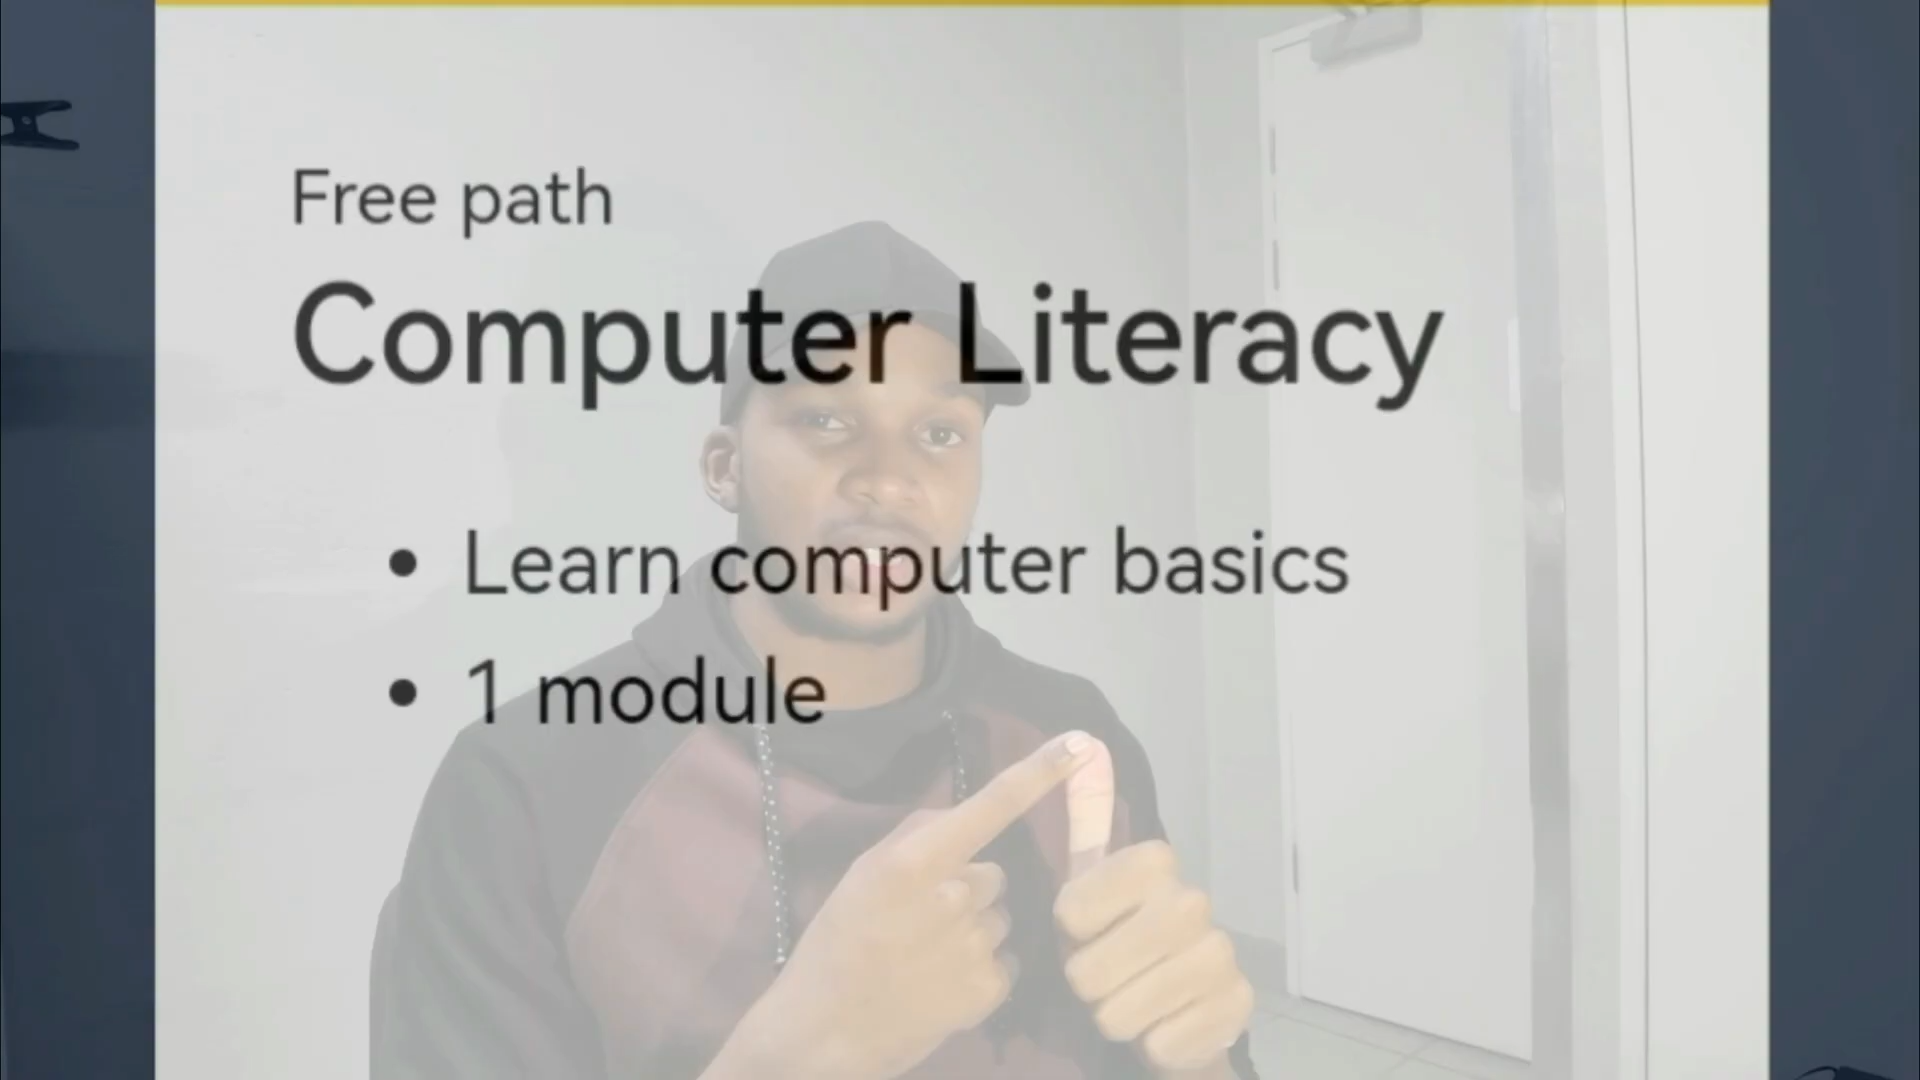 Free path
Computer Literacy
• Learn computer basics
• 1 module